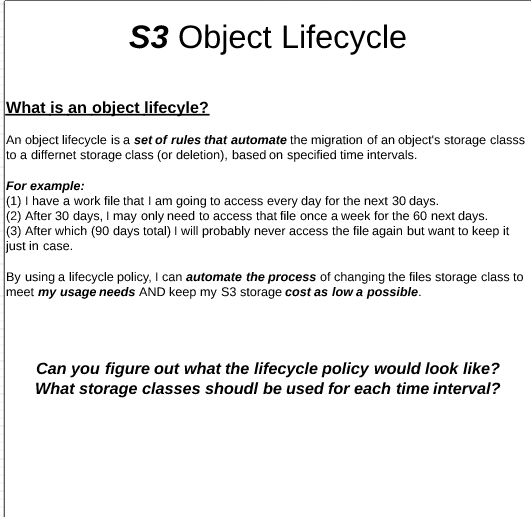 S3 Object Lifecycle
What is an object lifecyle?
An object lifecycle is a set of rules that automate the migration of an object's storage classs
to a differnet storage class (or deletion), based on specified time intervals.
For example:
(1) I have a work file that I am going to access every day for the next 30 days.
(2) After 30 days, I may only need to access that file once a week for the 60 next days.
(3) After which (90 days total) I will probably never access the file again but want to keep it
just in case.
By using a lifecycle policy, I can automate the process of changing the files storage class to
meet my usage needs AND keep my S3 storage cost as low a possible.
Can you figure out what the lifecycle policy would look like?
What storage classes shoudl be used for each time interval?